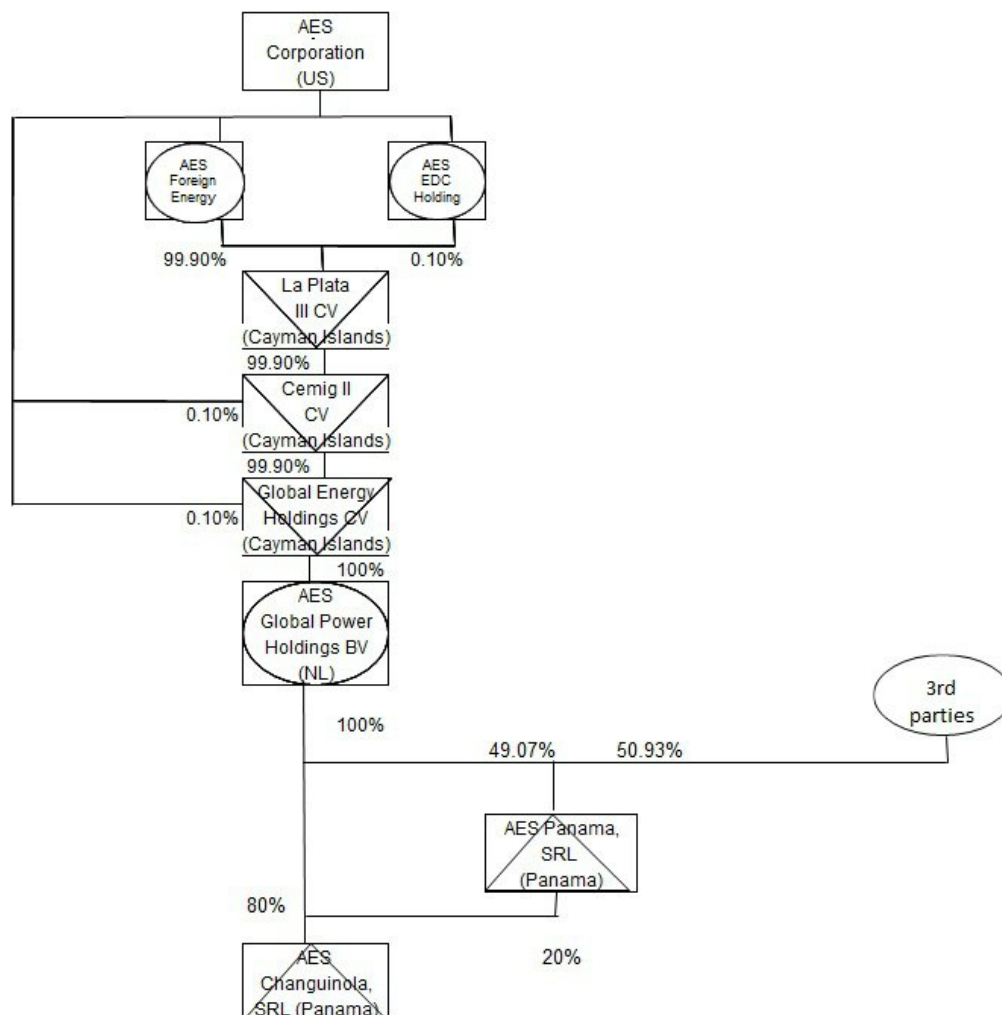 AES
Corporation
(US)
AES
Foreign
Energy
AES
EDC
Holding
99.90%
0.10%
La Plata
III CV
(Cayman Islands)
99.90%
Cemig II
CV
(Cayman Islands)
0.10%
99.90%
Global Energy
Holdings CV
(Cayman Islands)
0.10%
100%
AES
Global Power
Holdings BV
(NL)
100%
3rd
parties
49.07%
50.93%
AES Panama,
SRL
(Panama)
80%
20%
AES
Changuinola,
SRL (Panama)